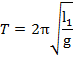 T = 2π√(l₁/g)